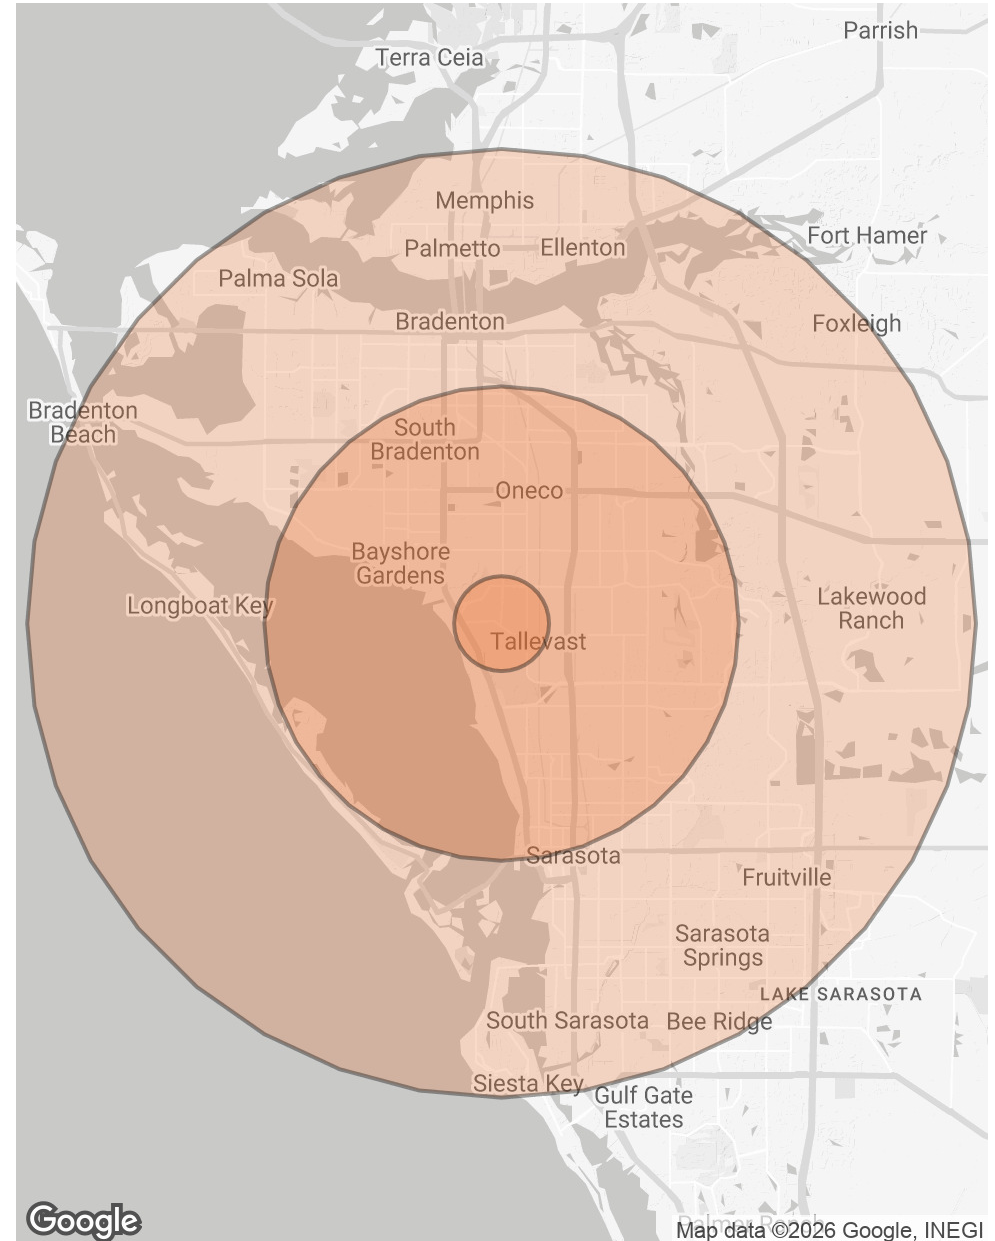 Parrish
Terra Ceia
Memphis
Fort Hamer
Palmetto
Ellenton
Palma Sola
Bradenton
Foxleigh
Bradenton
Beach
South
Bradenton
Oneco
Bayshore
Gardens
Longboat Key
Lakewood
Ranch
Tallevast
Sarasota
Fruitville
Sarasota
Springs
LAKE SARASOTA
South Sarasota
Bee Ridge
Siesta Key
Gulf Gate
Estates
Palmer Ranch
Google
Map data ©2026 Google, INEGI